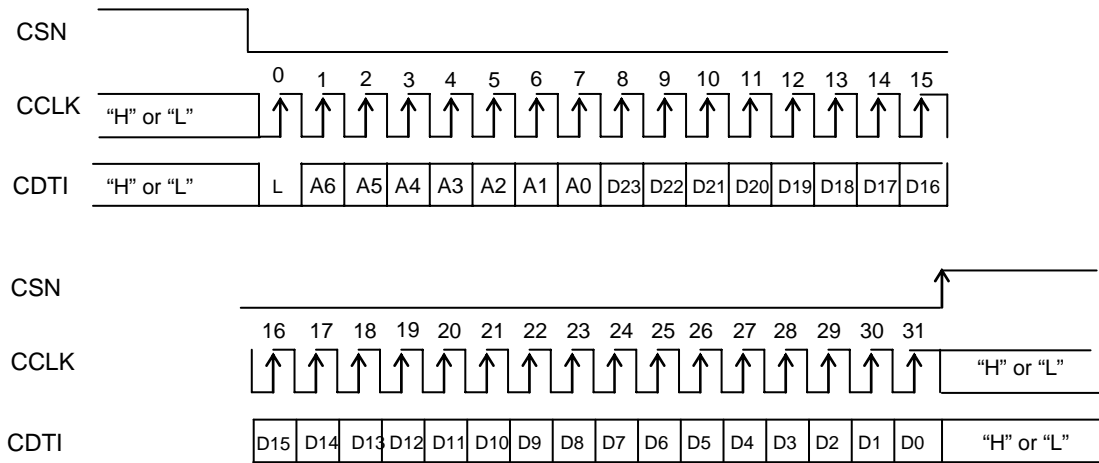 CSN
0 1 2 3 4 5 6 7 8 9 10 11 12 13 14 15
CCLK "H" or "L"
CDTI "H" or "L" L A6 A5 A4 A3 A2 A1 A0 D23 D22 D21 D20 D19 D18 D17 D16
CSN
16 17 18 19 20 21 22 23 24 25 26 27 28 29 30 31
CCLK "H" or "L"
CDTI D15 D14 D13 D12 D11 D10 D9 D8 D7 D6 D5 D4 D3 D2 D1 D0 "H" or "L"